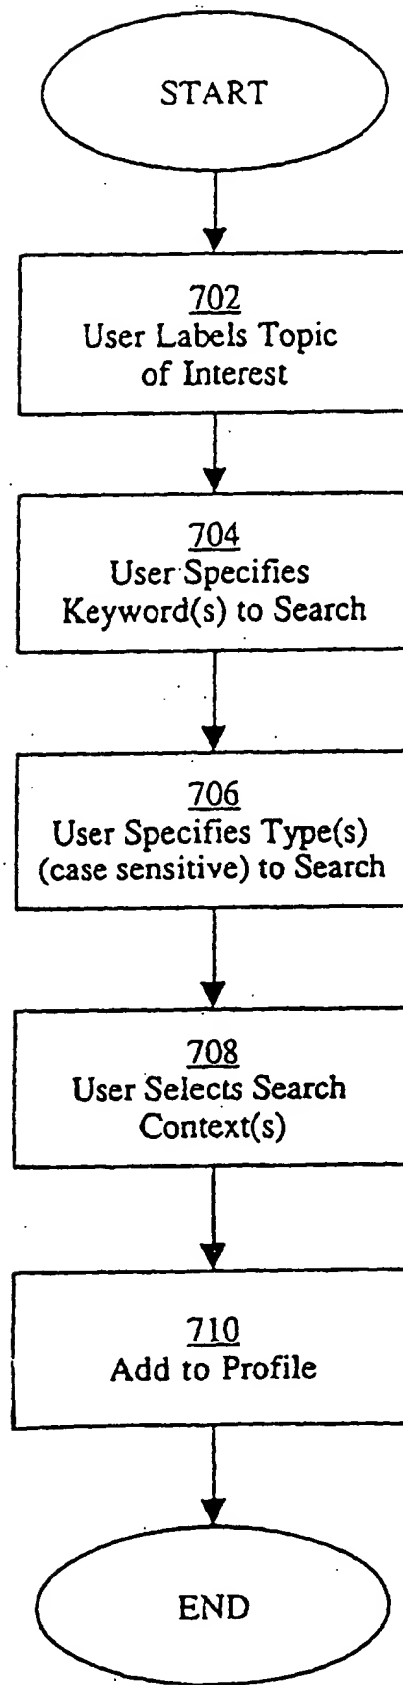 START
702
User Labels Topic
of Interest
704
User Specifies
Keyword(s) to Search
706
User Specifies Type(s)
(case sensitive) to Search
708
User Selects Search
Context(s)
710
Add to Profile
END